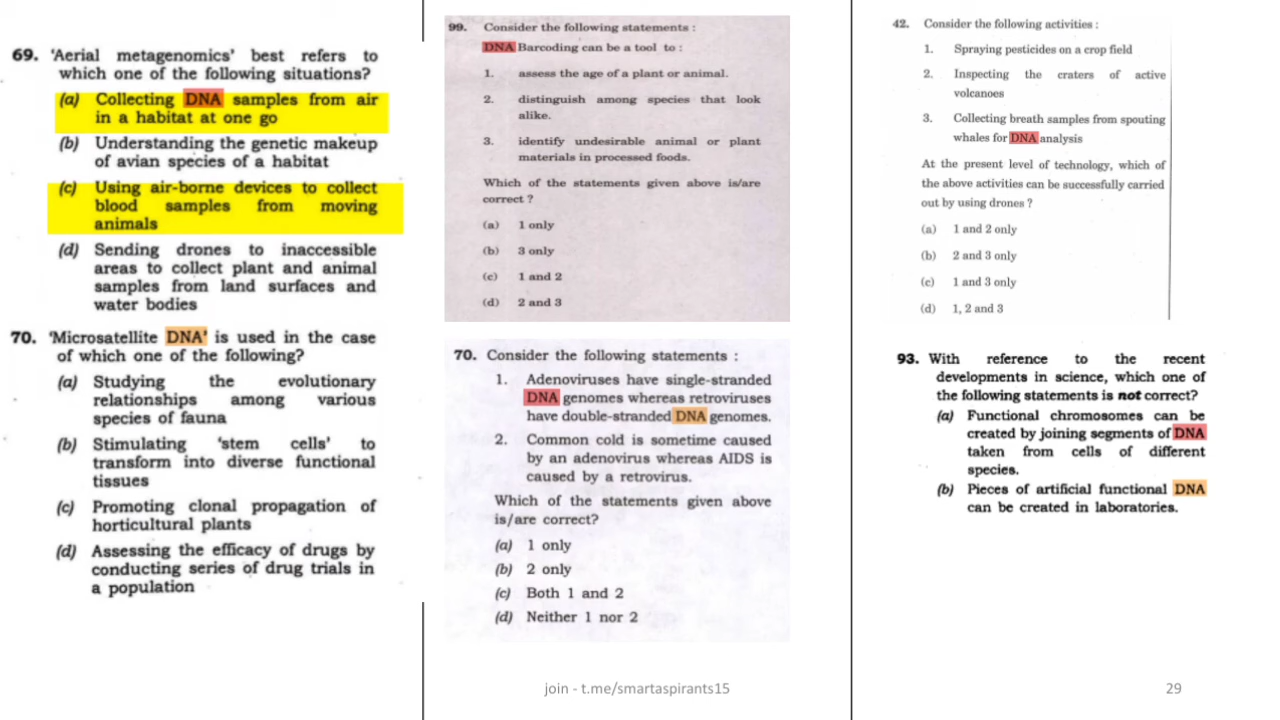 69. 'Aerial metagenomics' best refers to
which one of the following situations?
(a) Collecting DNA samples from air
in a habitat at one go
(b) Understanding the genetic makeup
of avian species of a habitat
(c) Using air-borne devices to collect
blood samples from moving
animals
(d) Sending drones to inaccessible
areas to collect plant and animal
samples from land surfaces and
water bodies
70. 'Microsatellite DNA' is used in the case
of which one of the following?
(a) Studying the evolutionary
relationships among various
species of fauna
(b) Stimulating 'stem cells' to
transform into diverse functional
tissues
(c) Promoting clonal propagation of
horticultural plants
(d) Assessing the efficacy of drugs by
conducting series of drug trials in
a population
99. Consider the following statements :
DNA Barcoding can be a tool to :
1. assess the age of a plant or animal.
2. distinguish among species that look
alike.
3. identify undesirable animal or plant
materials in processed foods.
Which of the statements given above is/are
correct ?
(a) 1 only
(b) 3 only
(c) 1 and 2
(d) 2 and 3
70. Consider the following statements :
1. Adenoviruses have single-stranded
DNA genomes whereas retroviruses
have double-stranded DNA genomes.
2. Common cold is sometime caused
by an adenovirus whereas AIDS is
caused by a retrovirus.
Which of the statements given above
is/are correct?
(a) 1 only
(b) 2 only
(c) Both 1 and 2
(d) Neither 1 nor 2
42. Consider the following activities :
1. Spraying pesticides on a crop field
2. Inspecting the craters of active
volcanoes
3. Collecting breath samples from spouting
whales for DNA analysis
At the present level of technology, which of
the above activities can be successfully carried
out by using drones ?
(a) 1 and 2 only
(b) 2 and 3 only
(c) 1 and 3 only
(d) 1, 2 and 3
93. With reference to the recent
developments in science, which one of
the following statements is not correct?
(a) Functional chromosomes can be
created by joining segments of DNA
taken from cells of different
species.
(b) Pieces of artificial functional DNA
can be created in laboratories.
join - t.me/smartaspirants15
29